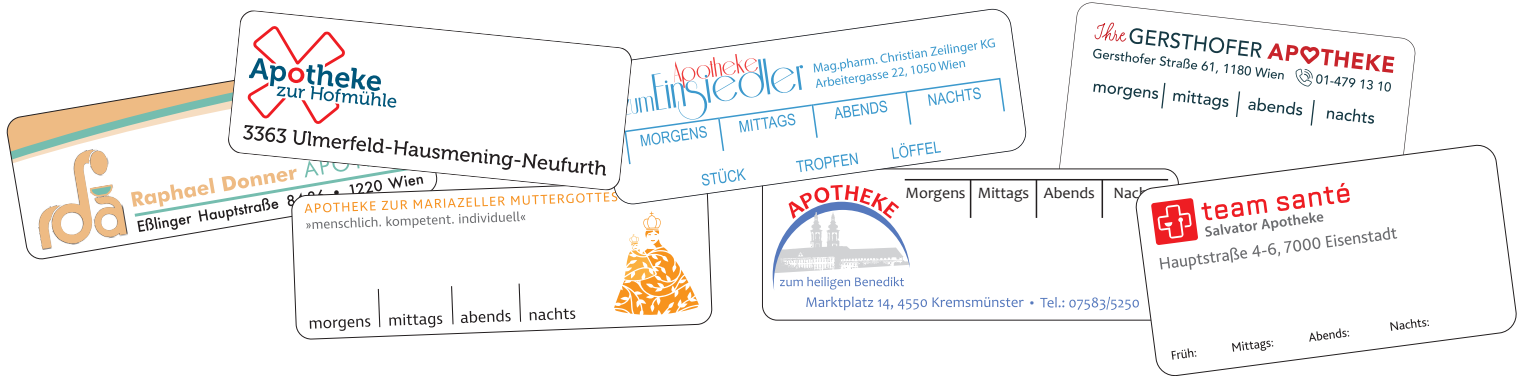 rda
Raphael Donner
Eßlinger Hauptstraße
• 1220 Wien
Apotheke
zur Hofmühle
3363 Ulmerfeld-Hausmening-Neufurth
APOTHEKE ZUR MARIAZELLER MUTTERGOTTES
»menschlich. kompetent. individuell«
morgens mittags abends nachts
Apotheke
zum Einsiedler
Mag.pharm. Christian Zeilinger KG
Arbeitergasse 22, 1050 Wien
MORGENS MITTAGS ABENDS NACHTS
STÜCK TROPFEN LÖFFEL
APOTHEKE
zum heiligen Benedikt
Morgens Mittags Abends
Marktplatz 14, 4550 Kremsmünster • Tel.: 07583/5250
Ihre GERSTHOFER APOTHEKE
Gersthofer Straße 61, 1180 Wien 01-479 13 10
morgens mittags abends nachts
team santé
Salvator Apotheke
Hauptstraße 4-6, 7000 Eisenstadt
Früh: Mittags: Abends: Nachts: